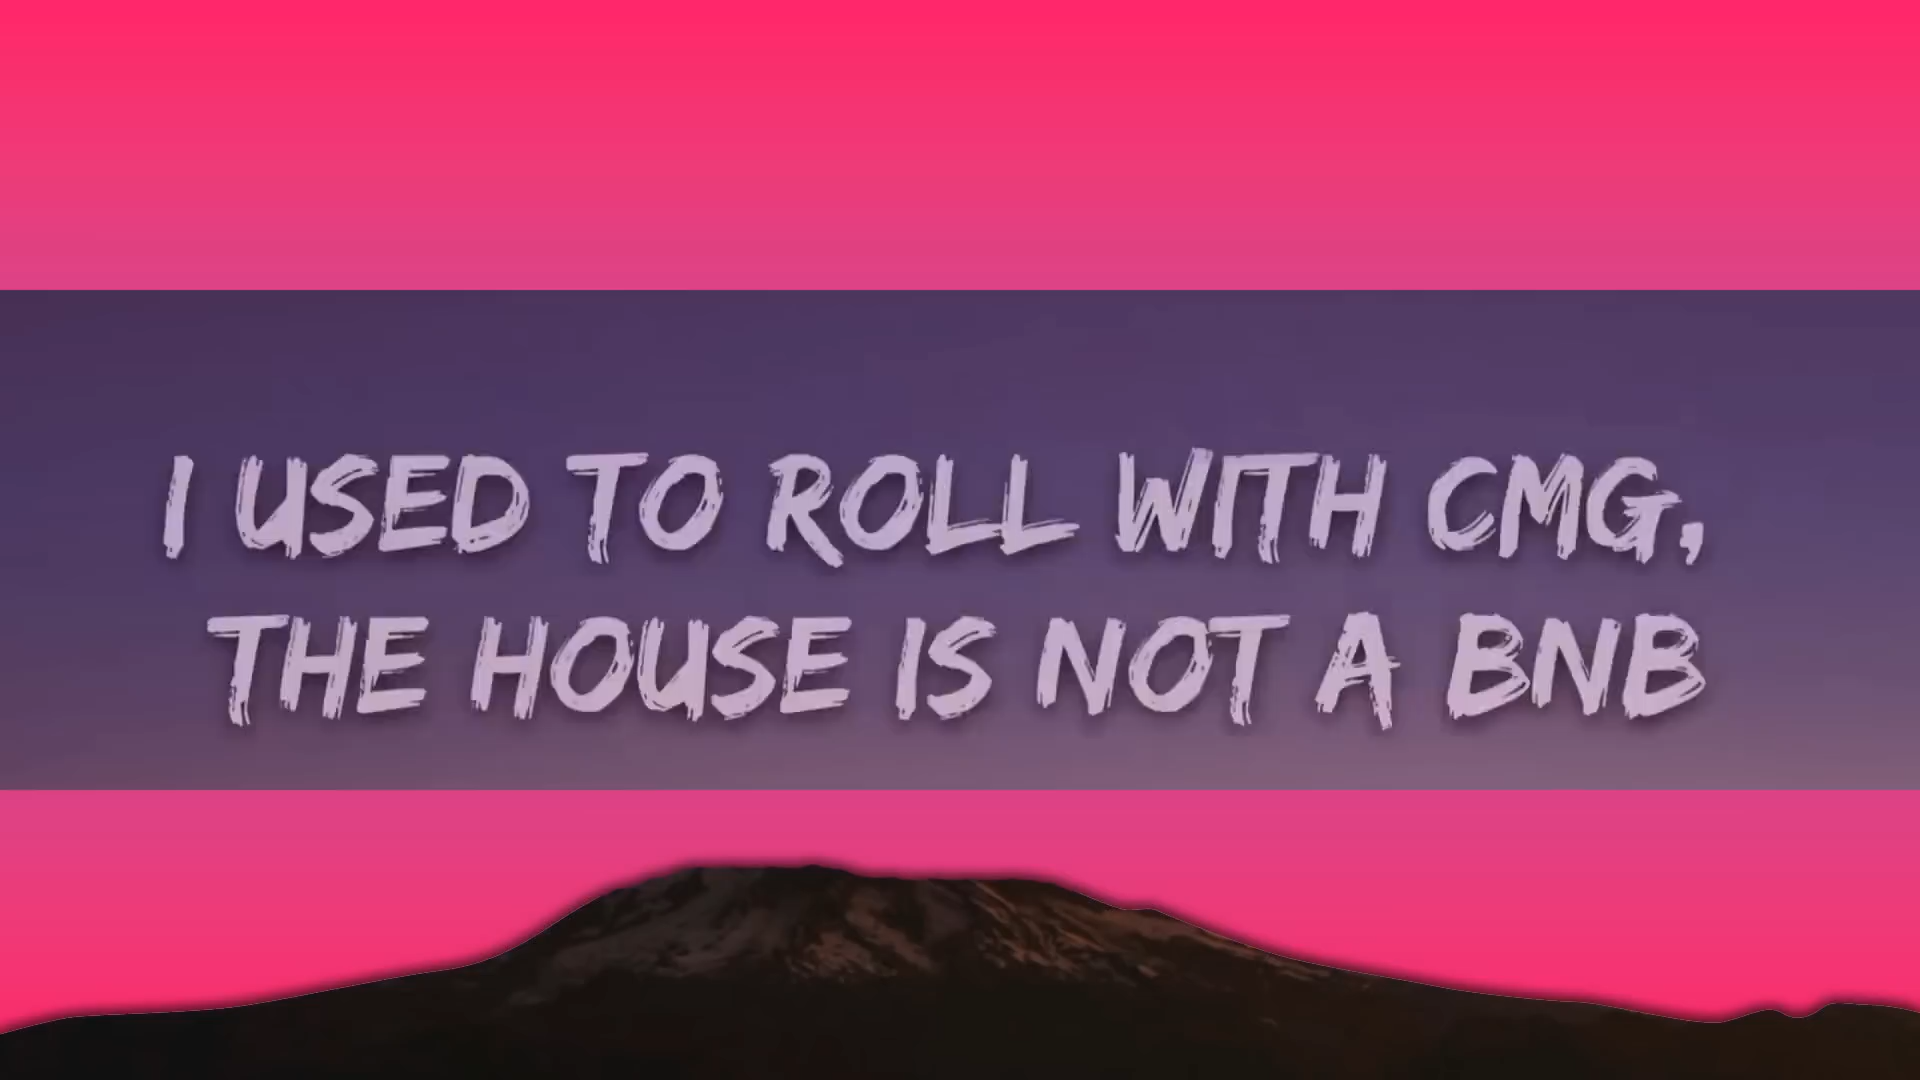 I USED TO ROLL WITH CMG,
THE HOUSE IS NOT A BNB